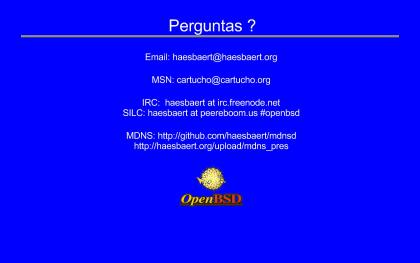 Perguntas ?
Email: haesbaert@haesbaert.org
MSN: cartucho@cartucho.org
IRC: haesbaert at irc.freenode.net
SILC: haesbaert at peereboom.us #openbsd
MDNS: http://github.com/haesbaert/mdnsd
http://haesbaert.org/upload/mdns_pres
OpenBSD